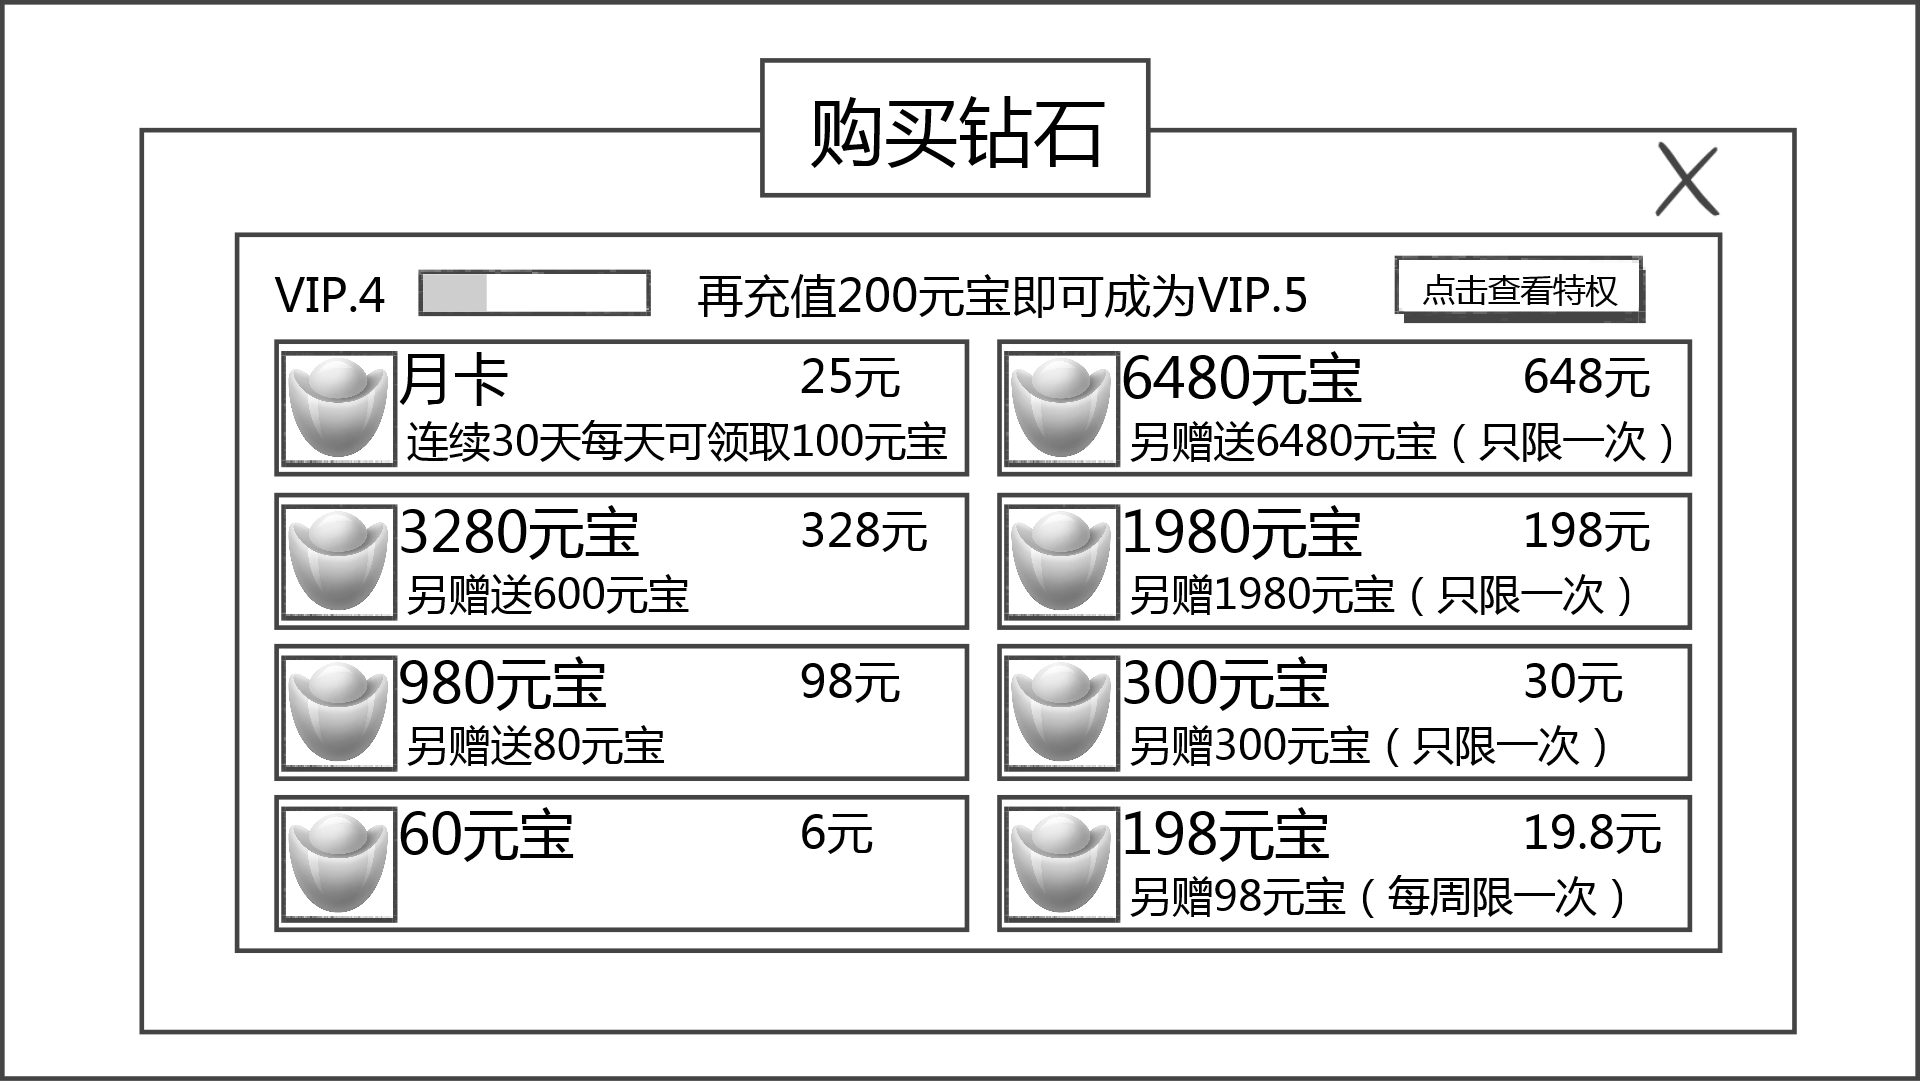 购买钻石
VIP.4 再充值200元宝即可成为VIP.5 点击查看特权
月卡 25元
连续30天每天可领取100元宝
6480元宝 648元
另赠送6480元宝（只限一次）
3280元宝 328元
另赠送600元宝
1980元宝 198元
另赠1980元宝（只限一次）
980元宝 98元
另赠送80元宝
300元宝 30元
另赠300元宝（只限一次）
60元宝 6元
198元宝 19.8元
另赠98元宝（每周限一次）